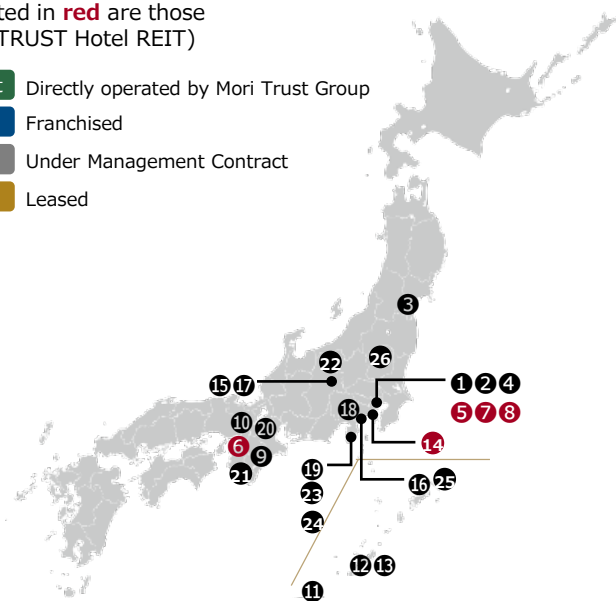 ted in red are those
TRUST Hotel REIT)
t Directly operated by Mori Trust Group
Franchised
Under Management Contract
Leased
3
22 26
15 17 1 2 4
18 5 7 8
10 20
6 9 14
21 19 16 25
23
24
12 13
11